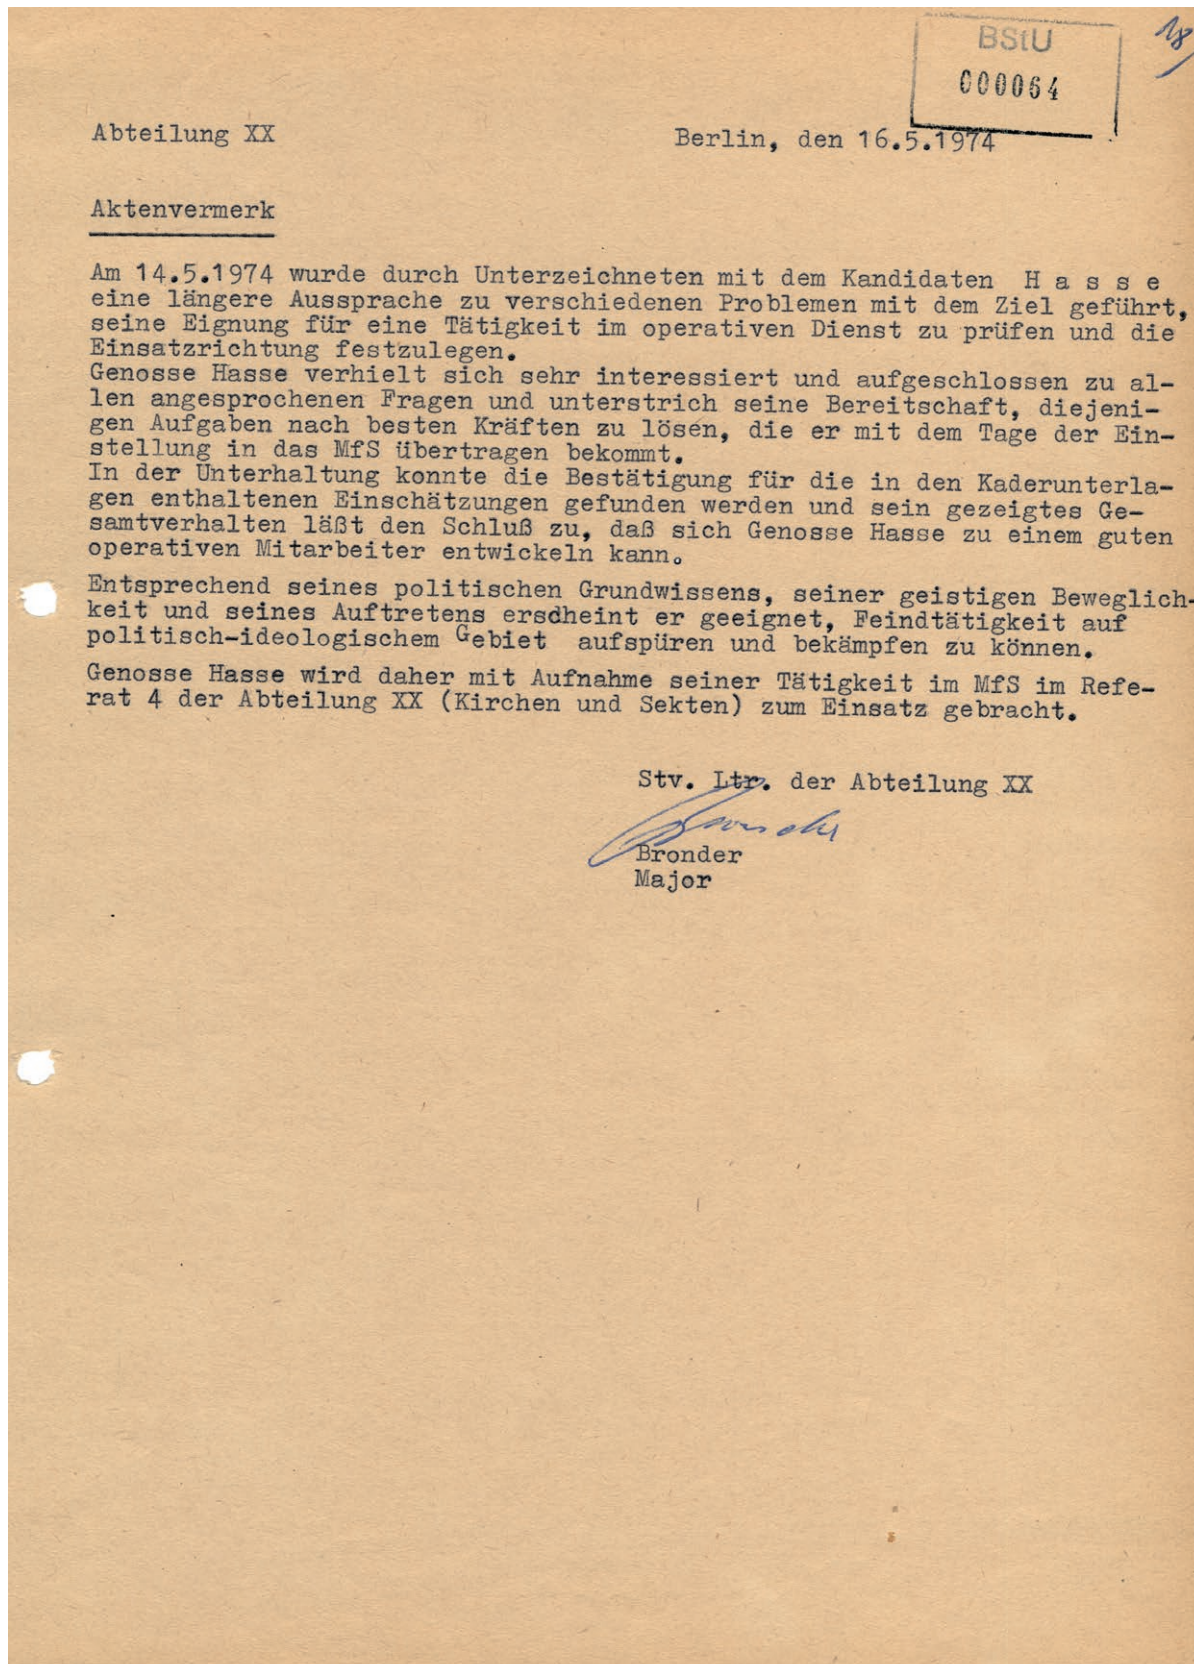 BStU
000064
18
Abteilung XX
Berlin, den 16.5.1974
Aktenvermerk
Am 14.5.1974 wurde durch Unterzeichneten mit dem Kandidaten H a s s e
eine längere Aussprache zu verschiedenen Problemen mit dem Ziel geführt,
seine Eignung für eine Tätigkeit im operativen Dienst zu prüfen und die
Einsatzrichtung festzulegen.
Genosse Hasse verhielt sich sehr interessiert und aufgeschlossen zu al-
len angesprochenen Fragen und unterstrich seine Bereitschaft, diejeni-
gen Aufgaben nach besten Kräften zu lösen, die er mit dem Tage der Ein-
stellung in das MfS übertragen bekommt.
In der Unterhaltung konnte die Bestätigung für die in den Kaderunterla-
gen enthaltenen Einschätzungen gefunden werden und sein gezeigtes Ge-
samtverhalten läßt den Schluß zu, daß sich Genosse Hasse zu einem guten
operativen Mitarbeiter entwickeln kann.
Entsprechend seines politischen Grundwissens, seiner geistigen Beweglich-
keit und seines Auftretens ersdheint er geeignet, Feindtätigkeit auf
politisch-ideologischem Gebiet aufspüren und bekämpfen zu können.
Genosse Hasse wird daher mit Aufnahme seiner Tätigkeit im MfS im Refe-
rat 4 der Abteilung XX (Kirchen und Sekten) zum Einsatz gebracht.
Stv. Ltr. der Abteilung XX
Bronder
Bronder
Major